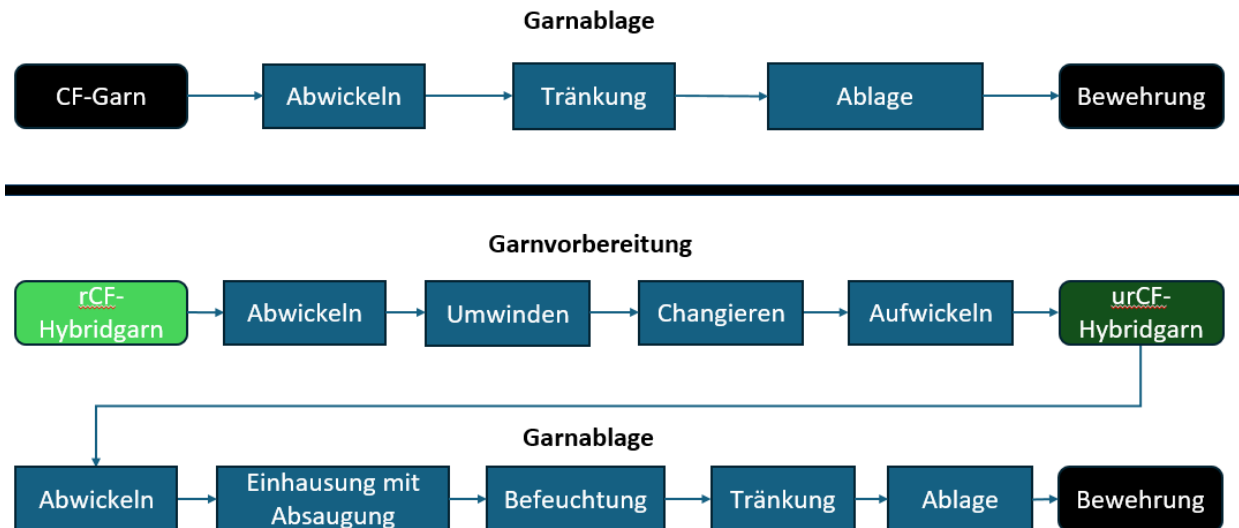 Garnablage
CF-Garn
Abwickeln
Tränkung
Ablage
Bewehrung
Garnvorbereitung
rCF-
Hybridgarn
Abwickeln
Umwinden
Changieren
Aufwickeln
urCF-
Hybridgarn
Garnablage
Abwickeln
Einhausung mit
Absaugung
Befeuchtung
Tränkung
Ablage
Bewehrung